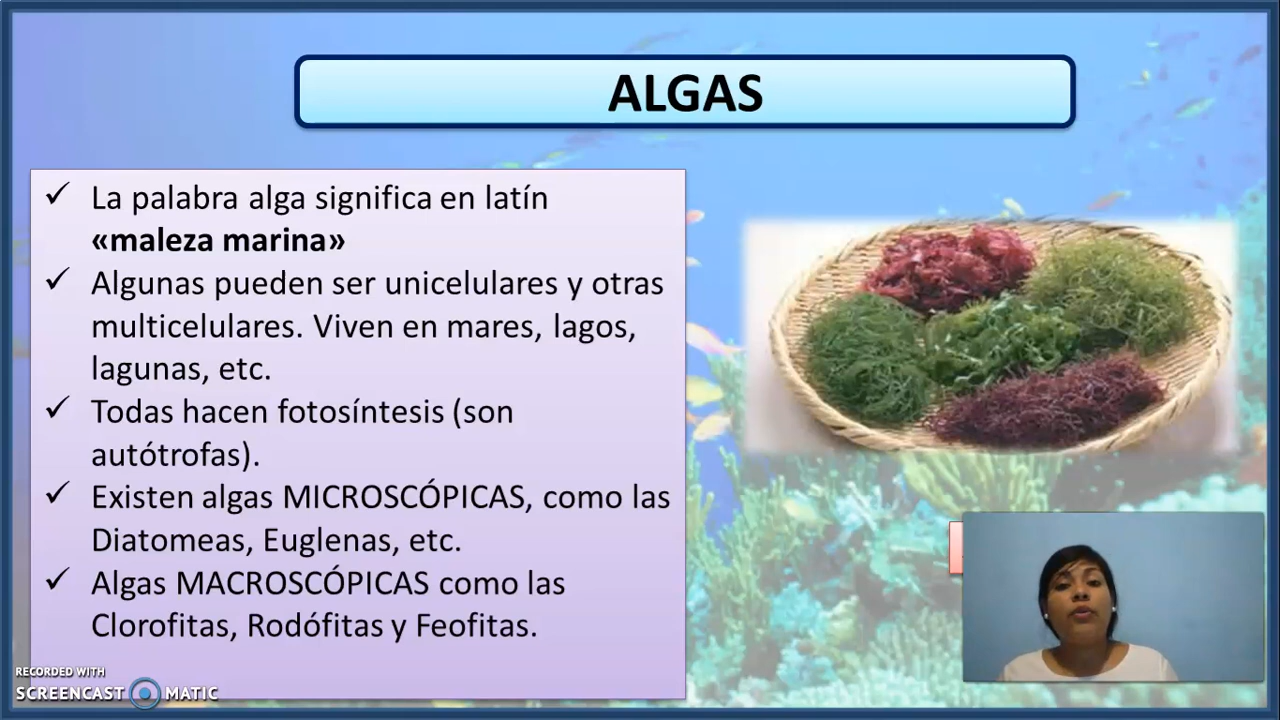 ALGAS
✓ La palabra alga significa en latín
«maleza marina»
✓ Algunas pueden ser unicelulares y otras
multicelulares. Viven en mares, lagos,
lagunas, etc.
✓ Todas hacen fotosíntesis (son
autótrofas).
✓ Existen algas MICROSCÓPICAS, como las
Diatomeas, Euglenas, etc.
✓ Algas MACROSCÓPICAS como las
Clorofitas, Rodófitas y Feofitas.
RECORDED WITH
SCREENCAST MATIC